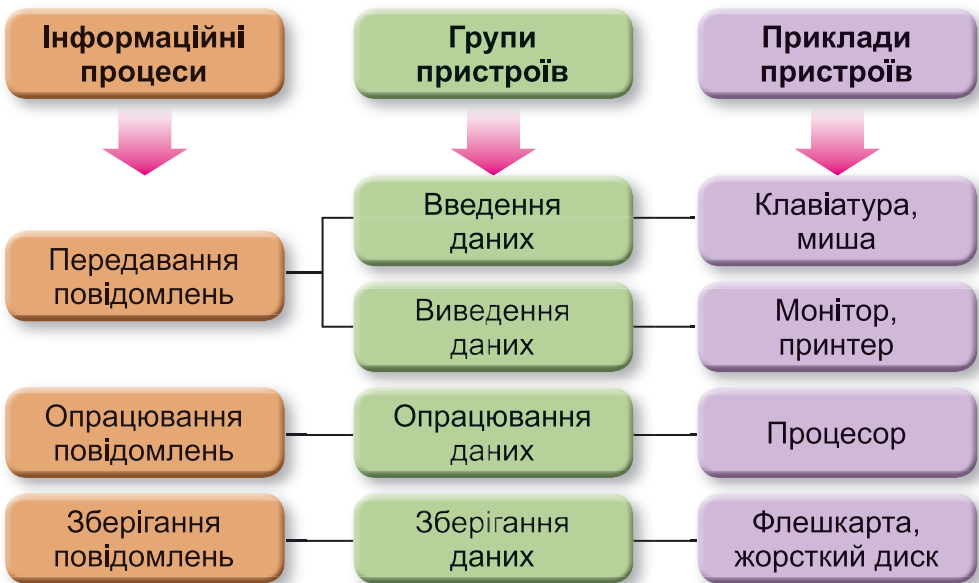 Інформаційні
процеси
Групи
пристроїв
Приклади
пристроїв
Передавання
повідомлень
Введення
даних
Клавіатура,
миша
Виведення
даних
Монітор,
принтер
Опрацювання
повідомлень
Опрацювання
даних
Процесор
Зберігання
повідомлень
Зберігання
даних
Флешкарта,
жорсткий диск